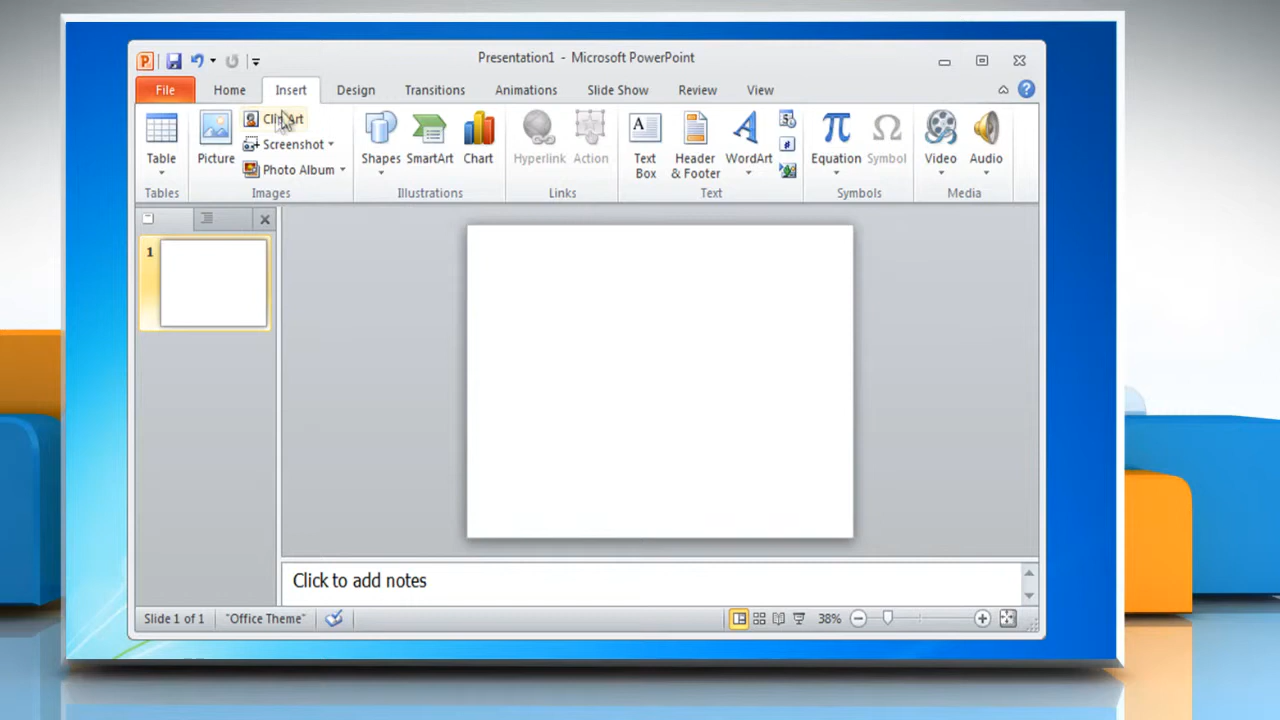 Presentation1 - Microsoft PowerPoint
File Home Insert Design Transitions Animations Slide Show Review View
Clip Art
Screenshot
Photo Album
Table Picture Shapes SmartArt Chart Hyperlink Action Text Box Header & Footer WordArt Equation Symbol Video Audio
Tables Images Illustrations Links Text Symbols Media
1
Click to add notes
Slide 1 of 1 "Office Theme" 38%